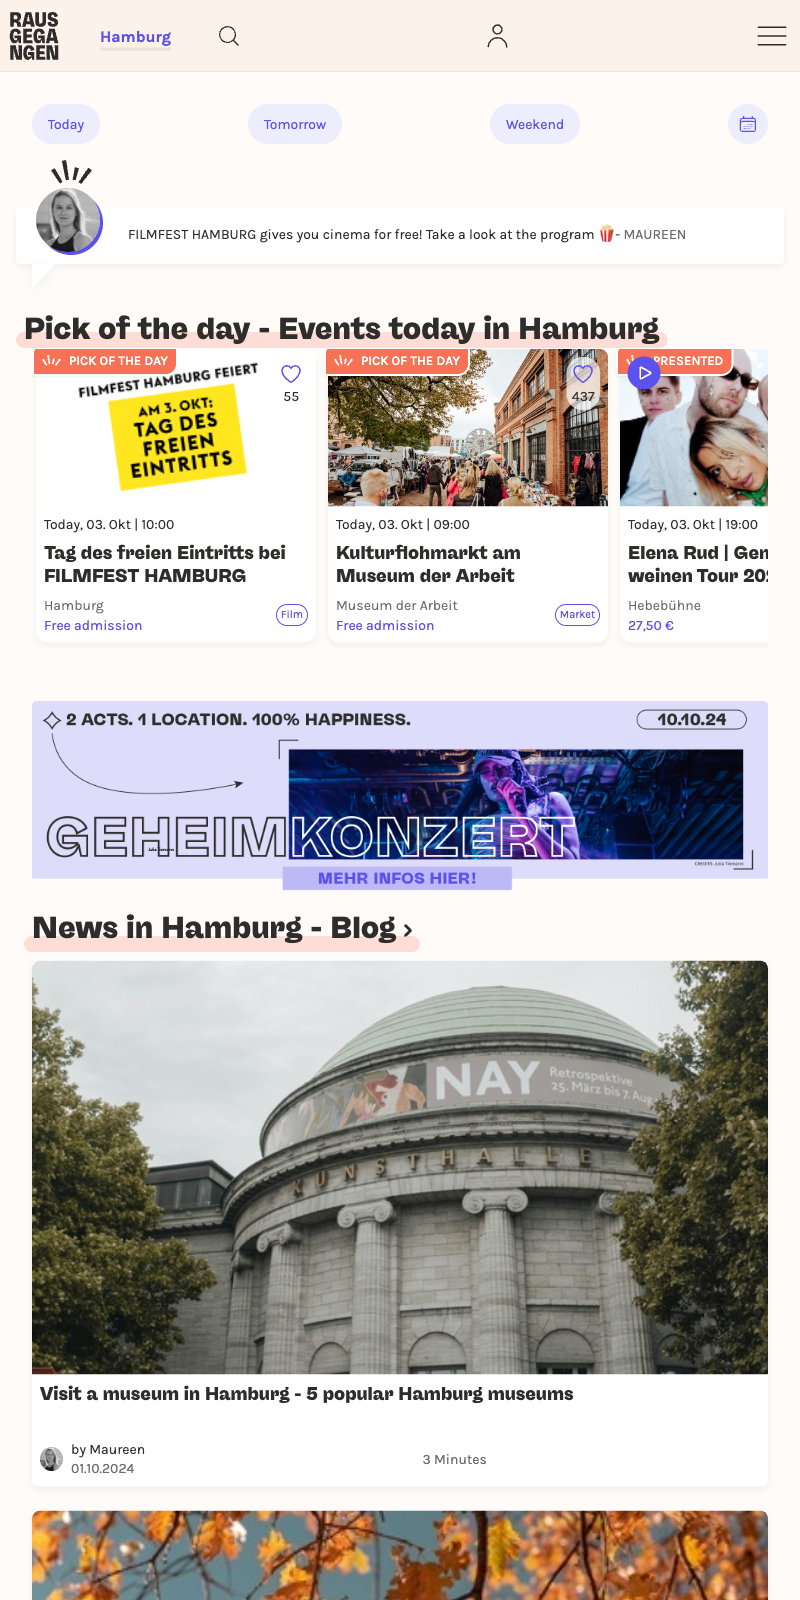 RAUS
GEGA
NGEN
Hamburg
Today
Tomorrow
Weekend
FILMFEST HAMBURG gives you cinema for free! Take a look at the program 🍿- MAUREEN
Pick of the day - Events today in Hamburg
PICK OF THE DAY
FILMFEST HAMBURG FEIERT
AM 3. OKT:
TAG DES
FREIEN
EINTRITTS
55
Today, 03. Okt | 10:00
Tag des freien Eintritts bei
FILMFEST HAMBURG
Hamburg
Free admission
Film
PICK OF THE DAY
437
Today, 03. Okt | 09:00
Kulturflohmarkt am
Museum der Arbeit
Museum der Arbeit
Free admission
Market
PRESENTED
Today, 03. Okt | 19:00
Elena Rud | Gen
weinen Tour 202
Hebebühne
27,50 €
2 ACTS. 1 LOCATION. 100% HAPPINESS.
10.10.24
GEHEIMKONZERT
MEHR INFOS HIER!
News in Hamburg - Blog ›
NAY
Retrospektive
25. März bis 7. Aug
KUNSTHALLE
Visit a museum in Hamburg - 5 popular Hamburg museums
by Maureen
01.10.2024
3 Minutes